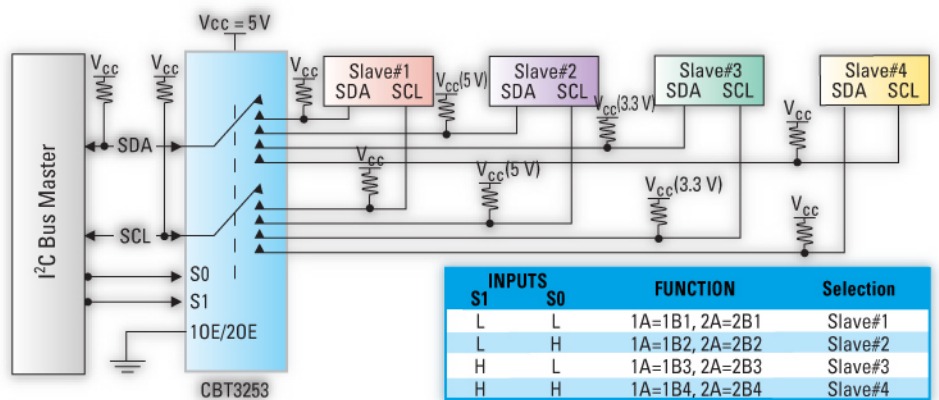 Vcc = 5V
I²C Bus Master
Vcc
Vcc
SDA
SCL
S0
S1
1OE/2OE
CBT3253
Vcc
Slave#1
SDA SCL
Vcc(5 V)
Slave#2
SDA SCL
Vcc(3.3 V)
Slave#3
SDA SCL
Vcc
Slave#4
SDA SCL
Vcc
Vcc(5 V)
Vcc(3.3 V)
Vcc
INPUTS
S1 S0 FUNCTION Selection
L L 1A=1B1, 2A=2B1 Slave#1
L H 1A=1B2, 2A=2B2 Slave#2
H L 1A=1B3, 2A=2B3 Slave#3
H H 1A=1B4, 2A=2B4 Slave#4